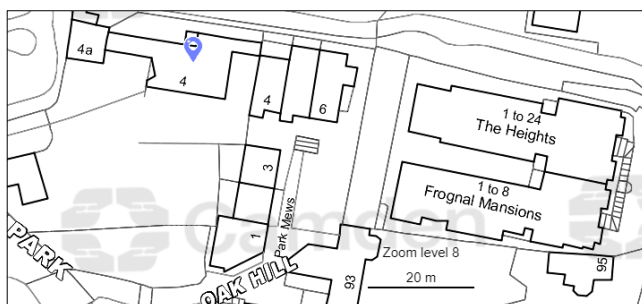 4a
4
4
6
1 to 24
The Heights
3
1 to 8
Frognal Mansions
1
Park Mews
Camden
PARK
OAK HILL
93
Zoom level 8
20 m
95